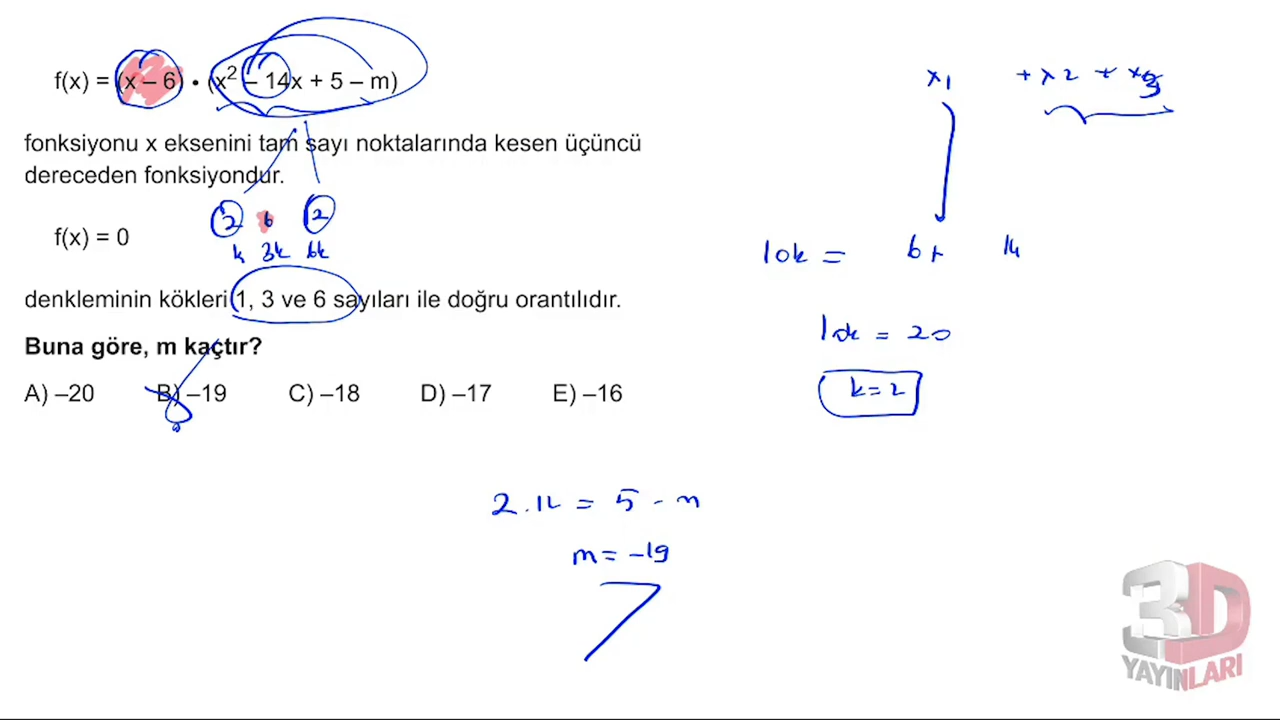 f(x) = (x – 6) • (x² – 14x + 5 – m)
x1 + x2 + x3
fonksiyonu x eksenini tam sayı noktalarında kesen üçüncü
dereceden fonksiyondur.
2 6 12
f(x) = 0
k 3k 6k
10k = 6 + 14
denkleminin kökleri 1, 3 ve 6 sayıları ile doğru orantılıdır.
10k = 20
Buna göre, m kaçtır?
k = 2
A) –20 B) –19 C) –18 D) –17 E) –16
2 . 12 = 5 - m
m = -19
3D
YAYINLARI